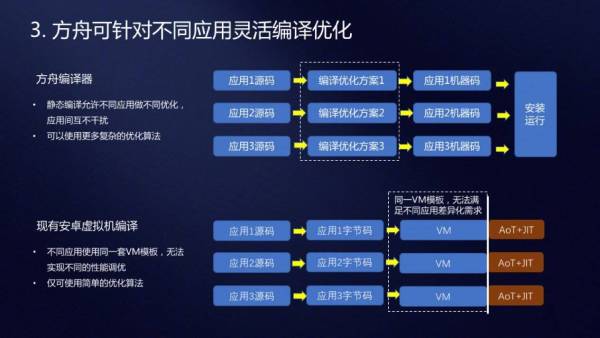 3. 方舟可针对不同应用灵活编译优化
方舟编译器
• 静态编译允许不同应用做不同优化，
应用间互不干扰
• 可以使用更多复杂的优化算法
应用1源码 编译优化方案1 应用1机器码
应用2源码 编译优化方案2 应用2机器码
应用3源码 编译优化方案3 应用3机器码
安装
运行
现有安卓虚拟机编译
• 不同应用使用同一套VM模板，无法
实现不同的性能调优
• 仅可使用简单的优化算法
同一VM模板，无法满
足不同应用差异化需求
应用1源码 应用1字节码 VM AoT+JIT
应用2源码 应用2字节码 VM AoT+JIT
应用3源码 应用3字节码 VM AoT+JIT